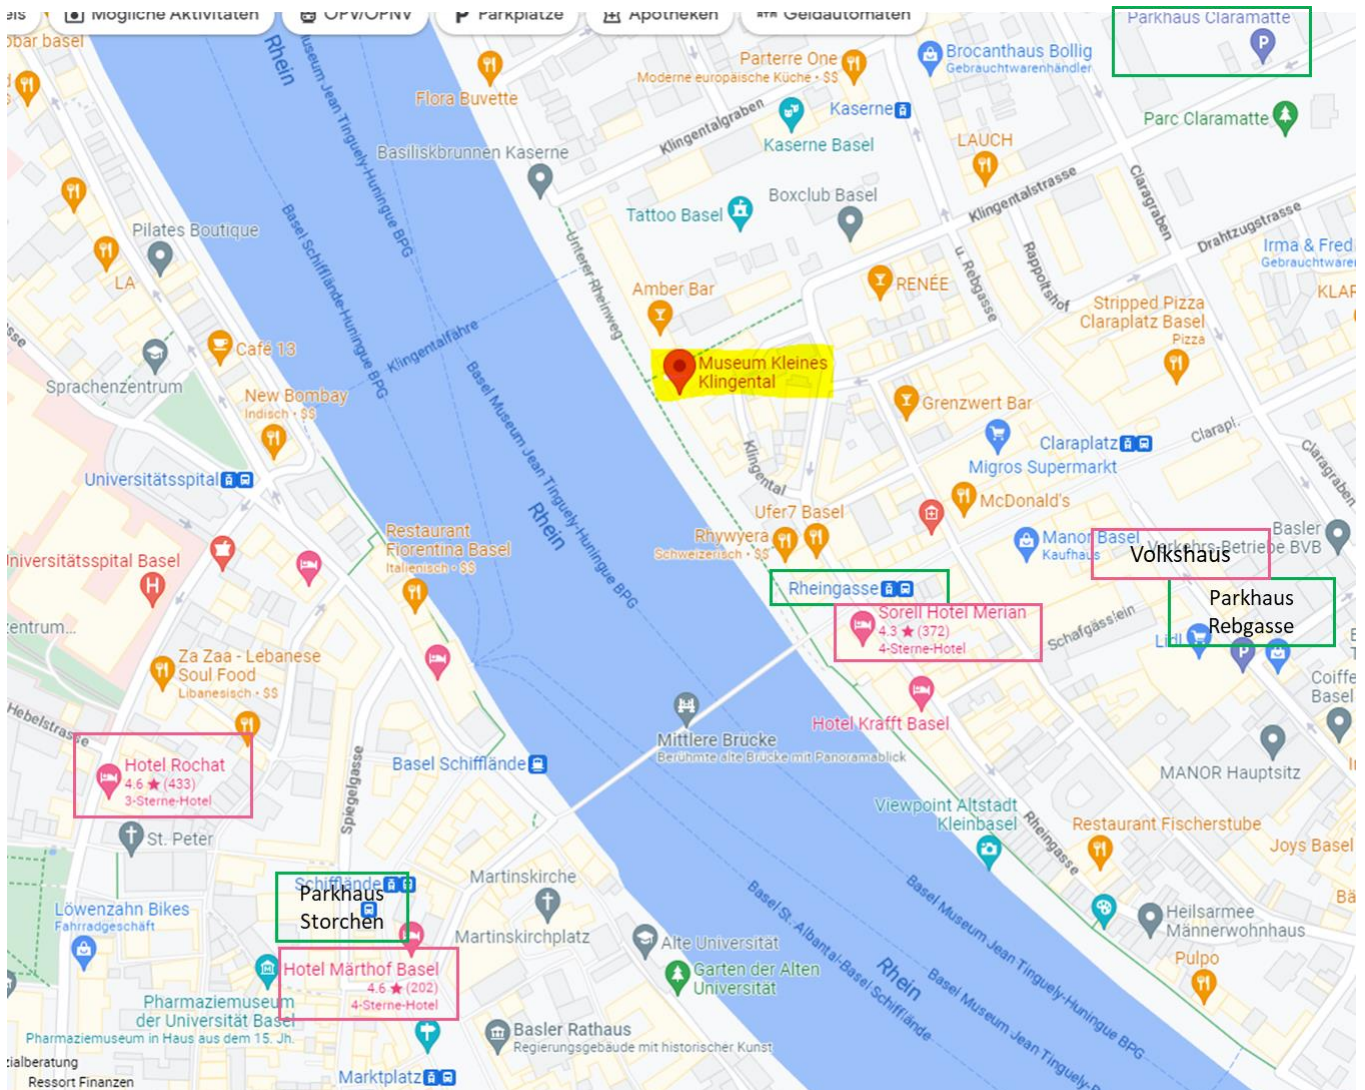 eis
Mögliche Aktivitäten
ÖPV/ÖPNV
Parkplätze
Apotheken
ATM Geldautomaten
Parkhaus Claramatte
obar basel
Rhein
Museum Jean Tinguely-Huningue BPG
Parterre One
Moderne europäische Küche · $$
Brocanthaus Bollig
Gebrauchtwarenhändler
Flora Buvette
Klingentalgraben
Kaserne
Parc Claramatte
Kaserne Basel
LAUCH
Basiliskbrunnen Kaserne
Boxclub Basel
Klingentalstrasse
Claragraben
Tattoo Basel
Drahtzugstrasse
Basel Schifflände-Huningue BPG
Pilates Boutique
Unterer Rheinweg
u. Rebgasse
Rappoltshof
Irma & Fred
Gebrauchtwaren
LA
Amber Bar
RENÉE
KLAR
Stripped Pizza
Claraplatz Basel
Pizza
Klingentalfähre
Café 13
Museum Kleines
Klingental
Sprachenzentrum
New Bombay
Indisch · $$
Basel Museum Jean Tinguely-Huningue BPG
Grenzwert Bar
Claraplatz
Clarapl.
Claragraben
Migros Supermarkt
Klingental
Universitätsspital
McDonald's
Ufer7 Basel
Rhein
Restaurant
Fiorentina Basel
Italienisch · $$
Rhywyera
Schweizerisch · $$
Manor Basel
Kaufhaus
Basler
Verkehrs-Betriebe BVB
Volkshaus
Universitätsspital Basel
Rheingasse
Parkhaus
Rebgasse
Sorell Hotel Merian
4.3 ★ (372)
4-Sterne-Hotel
Schafgässlein
Lidl
zentrum...
Za Zaa - Lebanese
Soul Food
Libanesisch · $$
Coiffe
Basel
Hebelstrasse
Hotel Krafft Basel
Mittlere Brücke
Berühmte alte Brücke mit Panoramablick
Hotel Rochat
4.6 ★ (433)
3-Sterne-Hotel
Basel Schifflände
MANOR Hauptsitz
Spiegelgasse
Viewpoint Altstadt
Kleinbasel
Rheingasse
Restaurant Fischerstube
St. Peter
Joys Basel
Schifflände
Parkhaus
Storchen
Martinskirche
Basel St. Alban-Basel Schifflände
Basel Museum Jean Tinguely-Huningue BPG
Löwenzahn Bikes
Fahrradgeschäft
Martinskirchplatz
Alte Universität
Heilsarmee
Männerwohnhaus
Hotel Märthof Basel
4.6 ★ (202)
4-Sterne-Hotel
Garten der Alten
Universität
Rhein
Basel Museum Jean Tinguely-
Pulpo
Pharmaziemuseum
der Universität Basel
Pharmaziemuseum in Haus aus dem 15. Jh.
Basler Rathaus
Regierungsgebäude mit historischer Kunst
zialberatung
Ressort Finanzen
Marktplatz